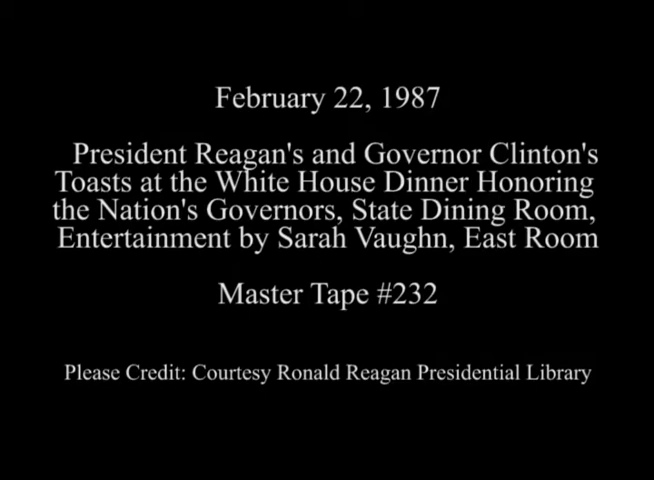 February 22, 1987
President Reagan's and Governor Clinton's
Toasts at the White House Dinner Honoring
the Nation's Governors, State Dining Room,
Entertainment by Sarah Vaughn, East Room
Master Tape #232
Please Credit: Courtesy Ronald Reagan Presidential Library